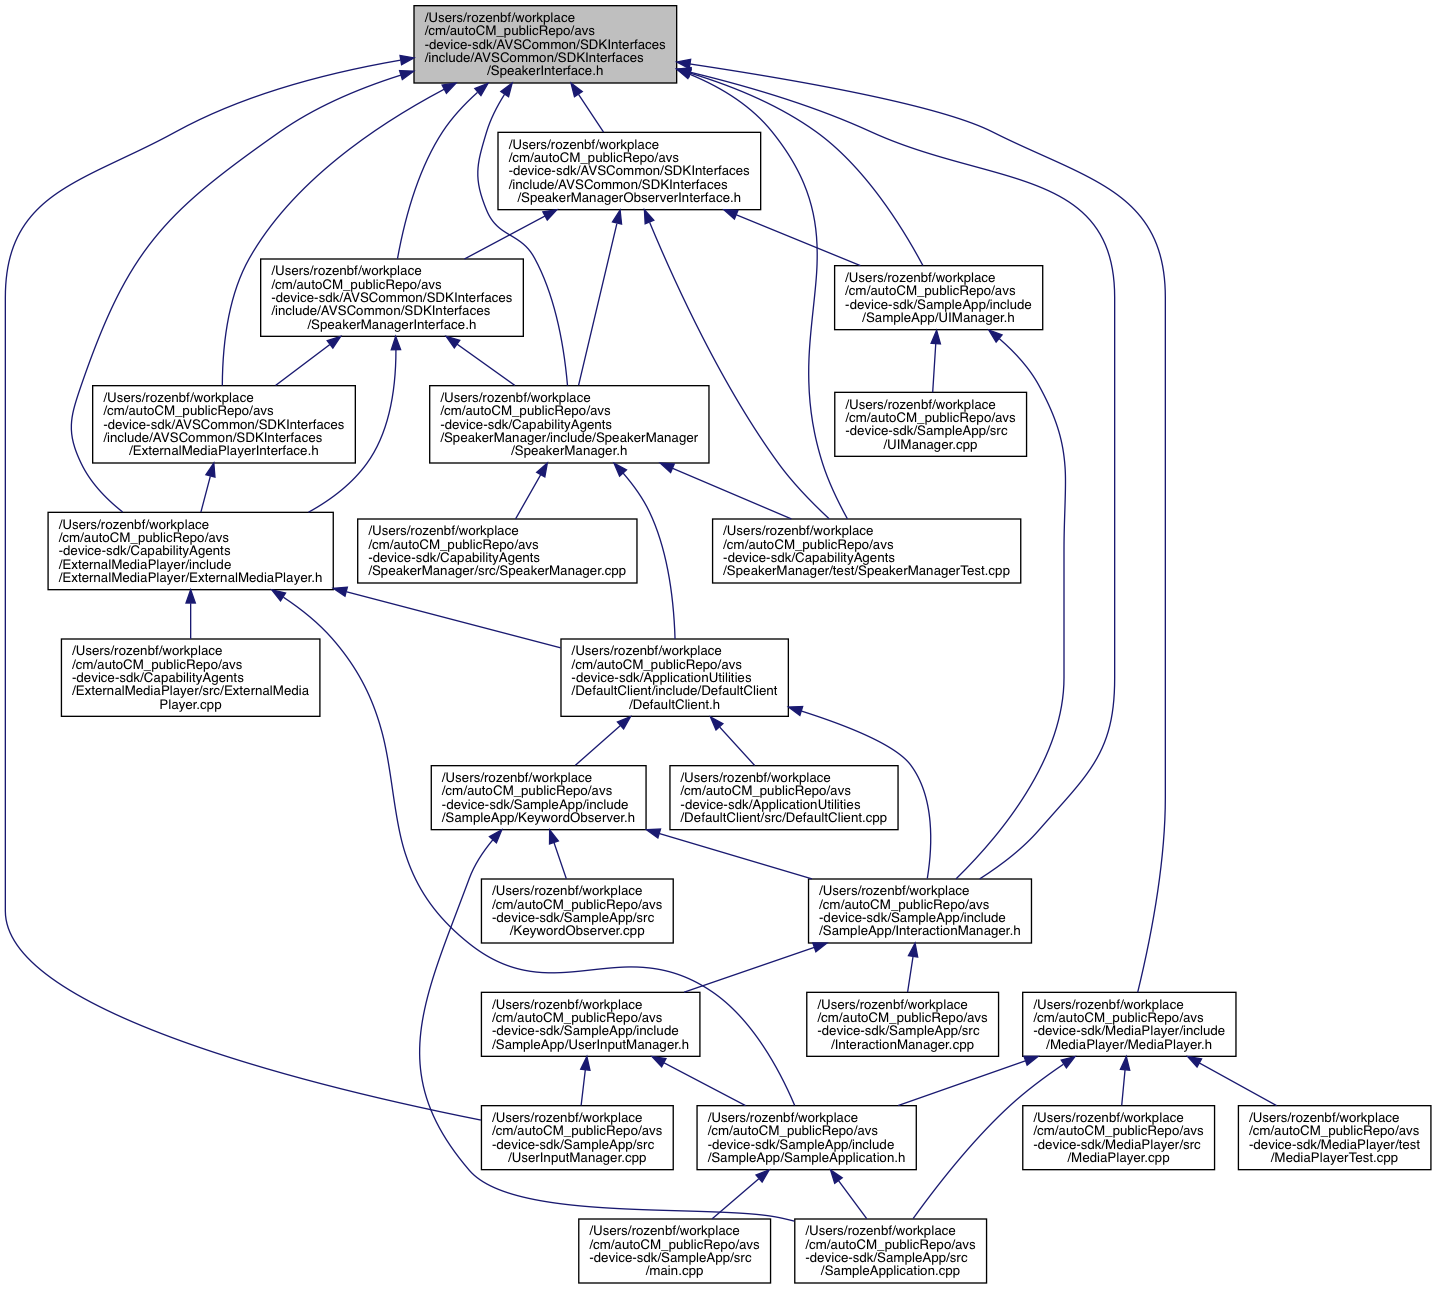 /Users/rozenbf/workplace
/cm/autoCM_publicRepo/avs
-device-sdk/AVSCommon/SDKInterfaces
/include/AVSCommon/SDKInterfaces
/SpeakerInterface.h
/Users/rozenbf/workplace
/cm/autoCM_publicRepo/avs
-device-sdk/AVSCommon/SDKInterfaces
/include/AVSCommon/SDKInterfaces
/SpeakerManagerObserverInterface.h
/Users/rozenbf/workplace
/cm/autoCM_publicRepo/avs
-device-sdk/AVSCommon/SDKInterfaces
/include/AVSCommon/SDKInterfaces
/SpeakerManagerInterface.h
/Users/rozenbf/workplace
/cm/autoCM_publicRepo/avs
-device-sdk/SampleApp/include
/SampleApp/UIManager.h
/Users/rozenbf/workplace
/cm/autoCM_publicRepo/avs
-device-sdk/AVSCommon/SDKInterfaces
/include/AVSCommon/SDKInterfaces
/ExternalMediaPlayerInterface.h
/Users/rozenbf/workplace
/cm/autoCM_publicRepo/avs
-device-sdk/CapabilityAgents
/SpeakerManager/include/SpeakerManager
/SpeakerManager.h
/Users/rozenbf/workplace
/cm/autoCM_publicRepo/avs
-device-sdk/SampleApp/src
/UIManager.cpp
/Users/rozenbf/workplace
/cm/autoCM_publicRepo/avs
-device-sdk/CapabilityAgents
/ExternalMediaPlayer/include
/ExternalMediaPlayer/ExternalMediaPlayer.h
/Users/rozenbf/workplace
/cm/autoCM_publicRepo/avs
-device-sdk/CapabilityAgents
/SpeakerManager/src/SpeakerManager.cpp
/Users/rozenbf/workplace
/cm/autoCM_publicRepo/avs
-device-sdk/CapabilityAgents
/SpeakerManager/test/SpeakerManagerTest.cpp
/Users/rozenbf/workplace
/cm/autoCM_publicRepo/avs
-device-sdk/CapabilityAgents
/ExternalMediaPlayer/src/ExternalMedia
Player.cpp
/Users/rozenbf/workplace
/cm/autoCM_publicRepo/avs
-device-sdk/ApplicationUtilities
/DefaultClient/include/DefaultClient
/DefaultClient.h
/Users/rozenbf/workplace
/cm/autoCM_publicRepo/avs
-device-sdk/SampleApp/include
/SampleApp/KeywordObserver.h
/Users/rozenbf/workplace
/cm/autoCM_publicRepo/avs
-device-sdk/ApplicationUtilities
/DefaultClient/src/DefaultClient.cpp
/Users/rozenbf/workplace
/cm/autoCM_publicRepo/avs
-device-sdk/SampleApp/src
/KeywordObserver.cpp
/Users/rozenbf/workplace
/cm/autoCM_publicRepo/avs
-device-sdk/SampleApp/include
/SampleApp/InteractionManager.h
/Users/rozenbf/workplace
/cm/autoCM_publicRepo/avs
-device-sdk/SampleApp/include
/SampleApp/UserInputManager.h
/Users/rozenbf/workplace
/cm/autoCM_publicRepo/avs
-device-sdk/SampleApp/src
/InteractionManager.cpp
/Users/rozenbf/workplace
/cm/autoCM_publicRepo/avs
-device-sdk/MediaPlayer/include
/MediaPlayer/MediaPlayer.h
/Users/rozenbf/workplace
/cm/autoCM_publicRepo/avs
-device-sdk/SampleApp/src
/UserInputManager.cpp
/Users/rozenbf/workplace
/cm/autoCM_publicRepo/avs
-device-sdk/SampleApp/include
/SampleApp/SampleApplication.h
/Users/rozenbf/workplace
/cm/autoCM_publicRepo/avs
-device-sdk/MediaPlayer/src
/MediaPlayer.cpp
/Users/rozenbf/workplace
/cm/autoCM_publicRepo/avs
-device-sdk/MediaPlayer/test
/MediaPlayerTest.cpp
/Users/rozenbf/workplace
/cm/autoCM_publicRepo/avs
-device-sdk/SampleApp/src
/main.cpp
/Users/rozenbf/workplace
/cm/autoCM_publicRepo/avs
-device-sdk/SampleApp/src
/SampleApplication.cpp